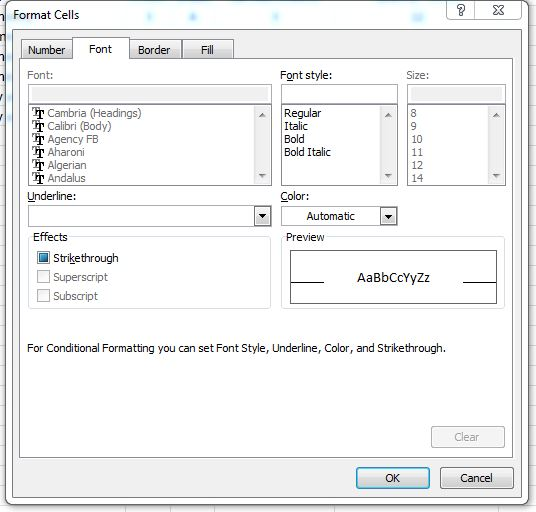 Format Cells
Number Font Border Fill
Font: Font style: Size:
Cambria (Headings) Regular 8
Calibri (Body) Italic 9
Agency FB Bold 10
Aharoni Bold Italic 11
Algerian 12
Andalus 14
Underline: Color:
Automatic
Effects Preview
Strikethrough
Superscript AaBbCcYyZz
Subscript
For Conditional Formatting you can set Font Style, Underline, Color, and Strikethrough.
Clear
OK Cancel